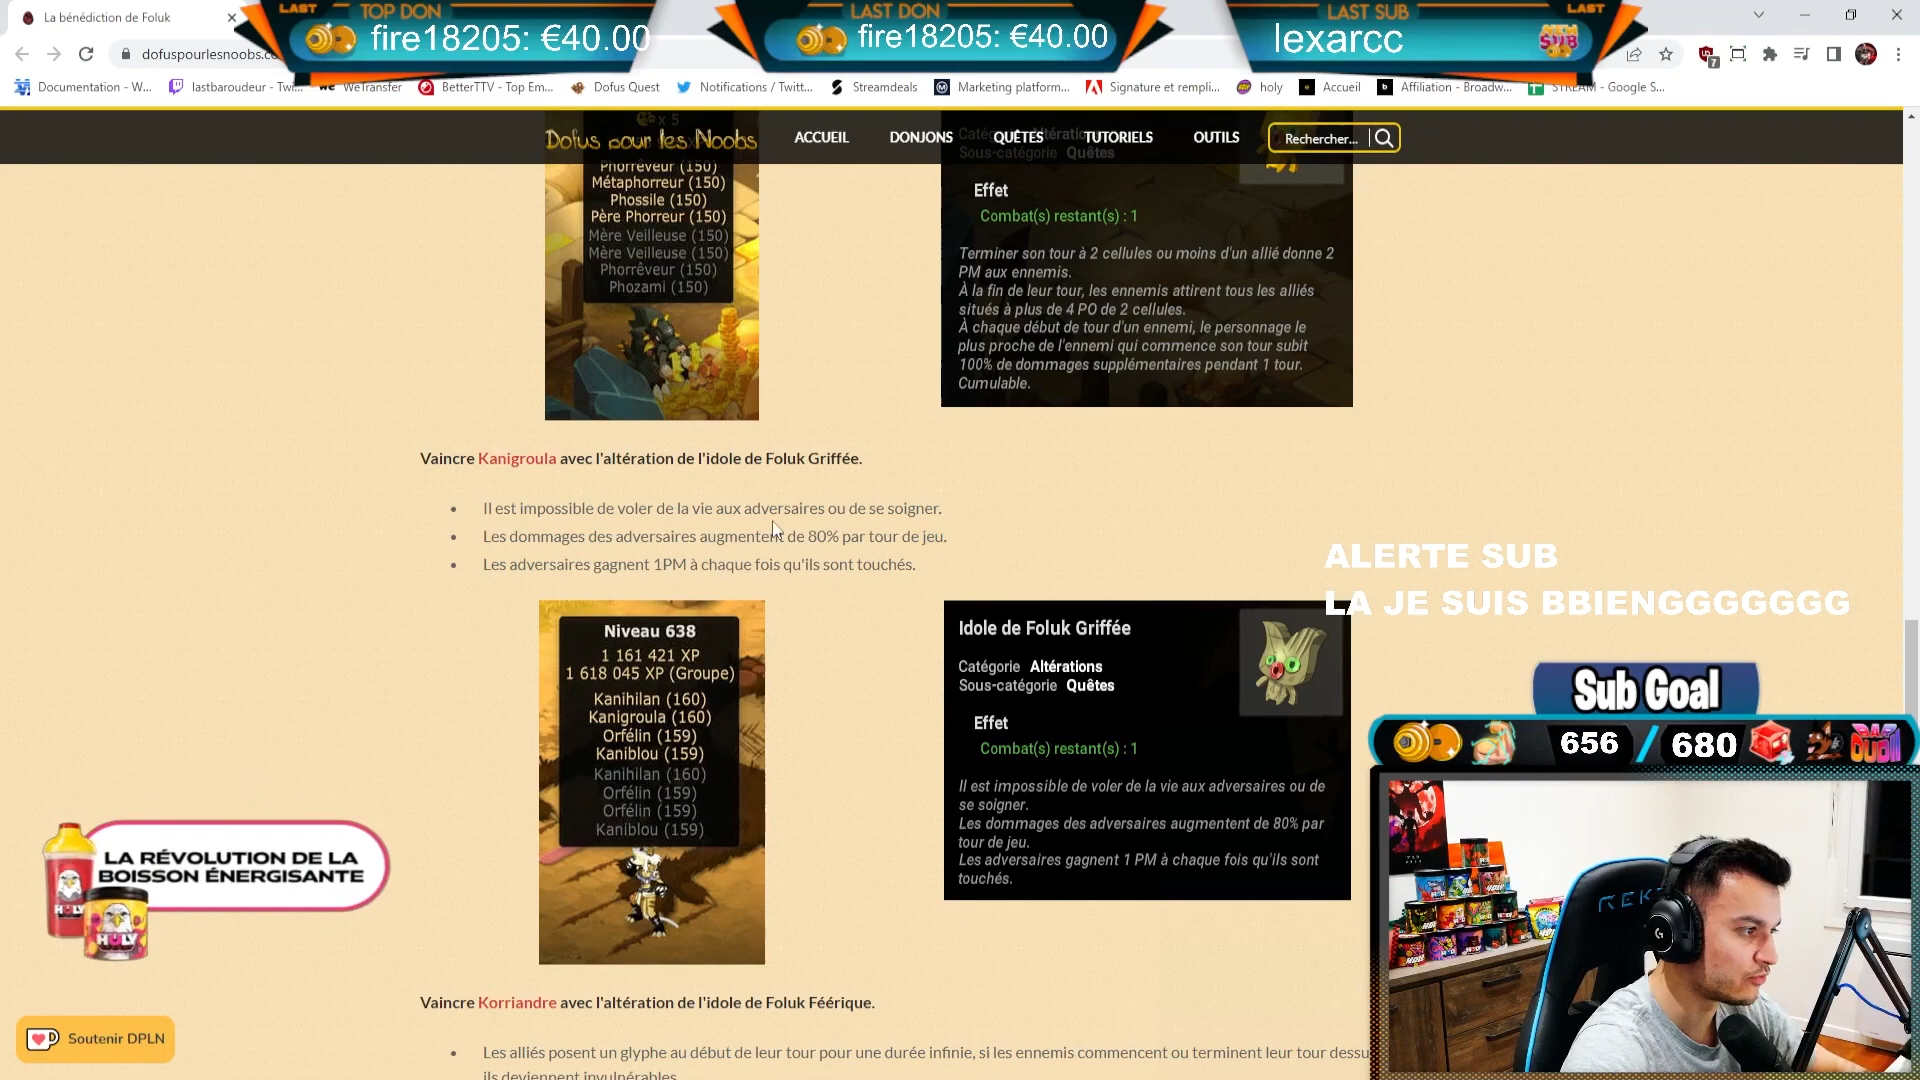 La bénédiction de Foluk
LAST TOP DON
fire18205: €40.00
LAST DON
fire18205: €40.00
LAST SUB LAST
lexarcc
dofuspourlesnoobs.co
7
Documentation - W...
lastbaroudeur - Twi...
WeTransfer
BetterTTV - Top Em...
Dofus Quest
Notifications / Twitt...
Streamdeals
Marketing platform...
Signature et rempli...
holy
Accueil
Affiliation - Broadw...
STREAM - Google S...
x 5
Dofus pour les Noobs
ACCUEIL
DONJONS
QUÊTES
TUTORIELS
OUTILS
Rechercher...
Sous-catégorie Quêtes
Phorrêveur (150)
Métaphorreur (150)
Phossile (150)
Père Phorreur (150)
Mère Veilleuse (150)
Mère Veilleuse (150)
Phorrêveur (150)
Phozami (150)
Effet
Combat(s) restant(s) : 1
Terminer son tour à 2 cellules ou moins d'un allié donne 2
PM aux ennemis.
À la fin de leur tour, les ennemis attirent tous les alliés
situés à plus de 4 PO de 2 cellules.
À chaque début de tour d'un ennemi, le personnage le
plus proche de l'ennemi qui commence son tour subit
100% de dommages supplémentaires pendant 1 tour.
Cumulable.
Vaincre Kanigroula avec l'altération de l'idole de Foluk Griffée.
• Il est impossible de voler de la vie aux adversaires ou de se soigner.
• Les dommages des adversaires augmentent de 80% par tour de jeu.
• Les adversaires gagnent 1PM à chaque fois qu'ils sont touchés.
ALERTE SUB
LA JE SUIS BBIENGGGGGGG
Niveau 638
1 161 421 XP
1 618 045 XP (Groupe)
Kanihilan (160)
Kanigroula (160)
Orfélin (159)
Kaniblou (159)
Kanihilan (160)
Orfélin (159)
Orfélin (159)
Kaniblou (159)
Idole de Foluk Griffée
Catégorie Altérations
Sous-catégorie Quêtes
Effet
Combat(s) restant(s) : 1
Il est impossible de voler de la vie aux adversaires ou de
se soigner.
Les dommages des adversaires augmentent de 80% par
tour de jeu.
Les adversaires gagnent 1 PM à chaque fois qu'ils sont
touchés.
Sub Goal
656 / 680
LA RÉVOLUTION DE LA
BOISSON ÉNERGISANTE
HOLY
Vaincre Korriandre avec l'altération de l'idole de Foluk Féérique.
• Les alliés posent un glyphe au début de leur tour pour une durée infinie, si les ennemis commencent ou terminent leur tour dessu
ils deviennent invulnérables
Soutenir DPLN